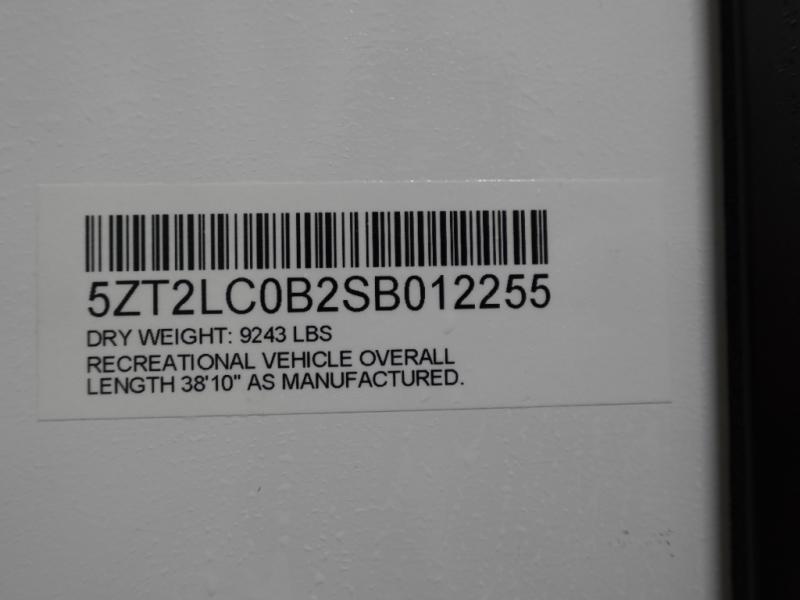 5ZT2LC0B2SB012255
DRY WEIGHT: 9243 LBS
RECREATIONAL VEHICLE OVERALL
LENGTH 38'10" AS MANUFACTURED.